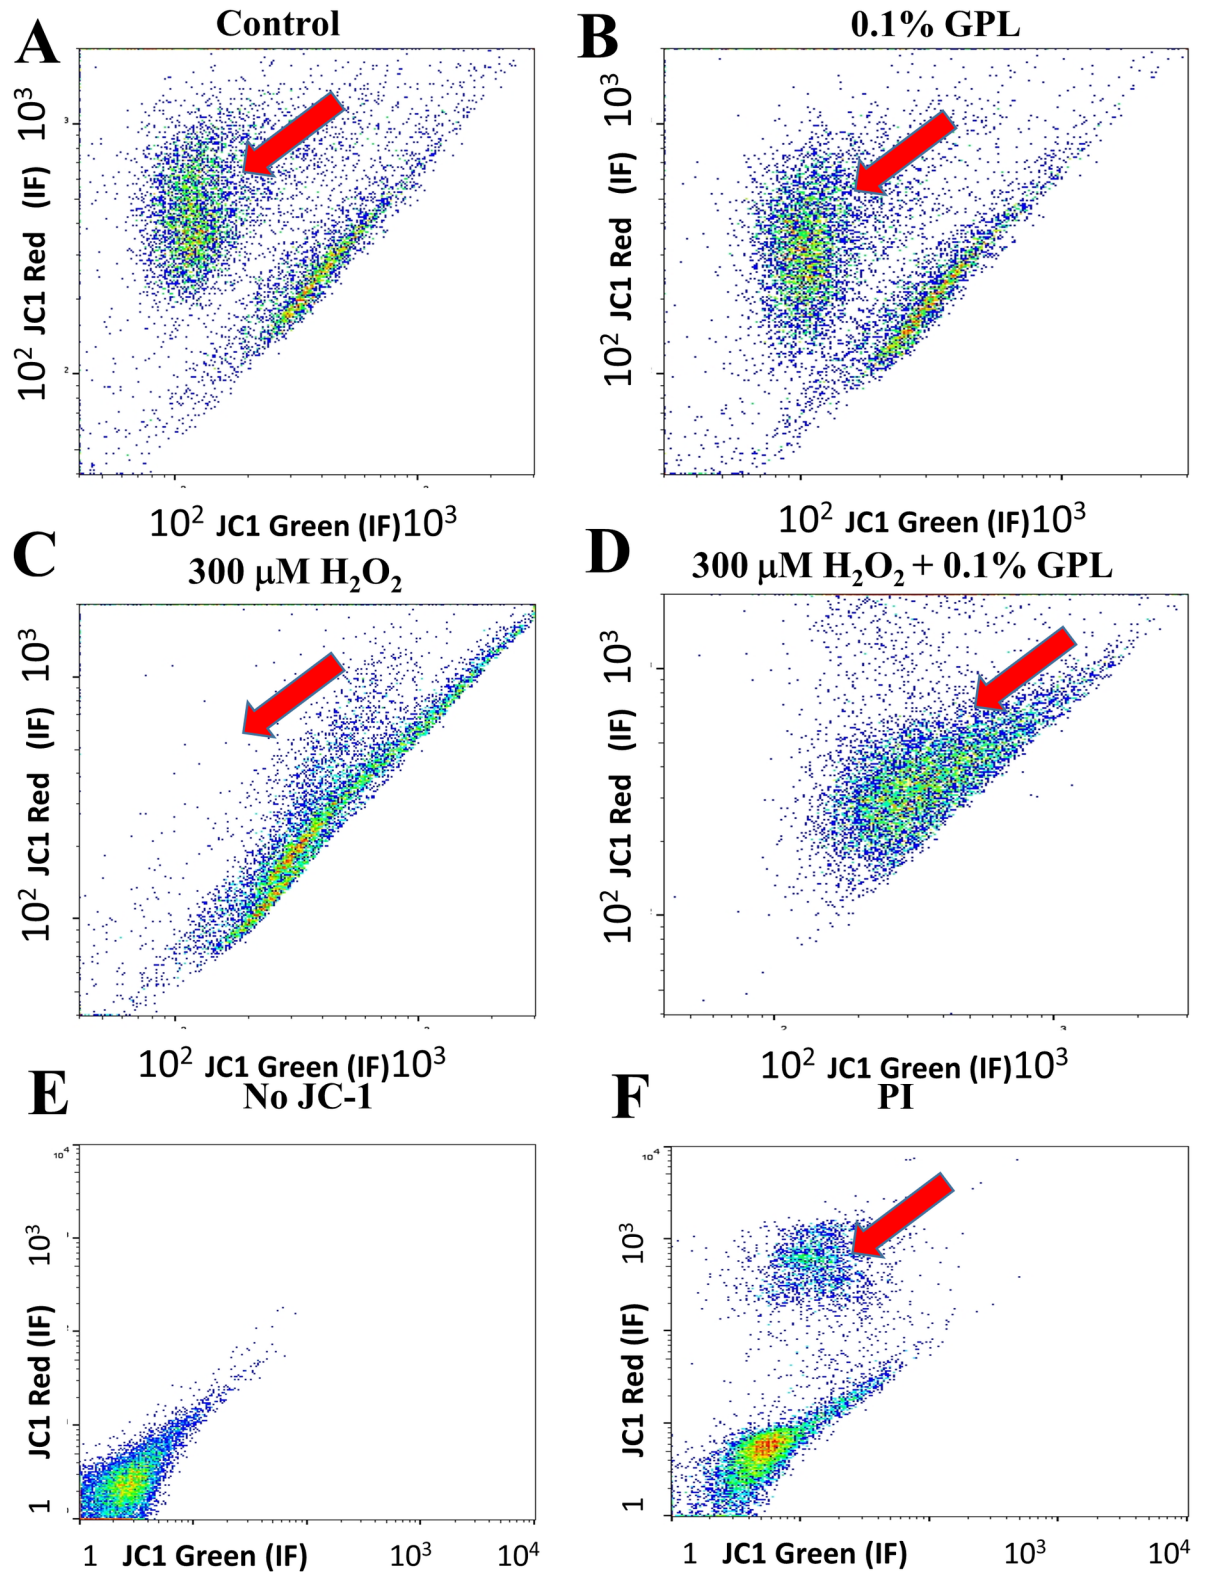 A
Control
B
0.1% GPL
10³
3
JC1 Red (IF)
10²
2
10² JC1 Green (IF)10³
10³
JC1 Red (IF)
10²
10² JC1 Green (IF)10³
C
300 μM H₂O₂
D
300 μM H₂O₂ + 0.1% GPL
10³
JC1 Red (IF)
10²
10² JC1 Green (IF)10³
10³
JC1 Red (IF)
10²
10² JC1 Green (IF)10³
E
No JC-1
F
PI
10⁴
10³
JC1 Red (IF)
1
1 JC1 Green (IF) 10³ 10⁴
10⁴
10³
JC1 Red (IF)
1
1 JC1 Green (IF) 10³ 10⁴